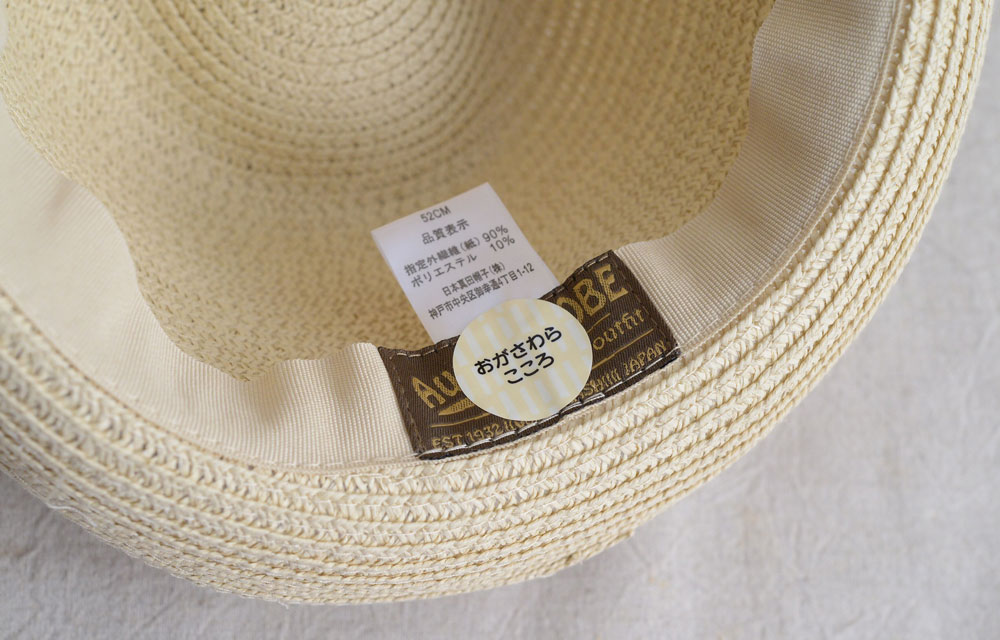 52CM
品質表示
指定外繊維(紙) 90%
ポリエステル 10%
日本真田帽子(株)
神戸市中央区御幸通4丁目1-12
おがさわら
こころ
outfit
EST 1932
JAPAN